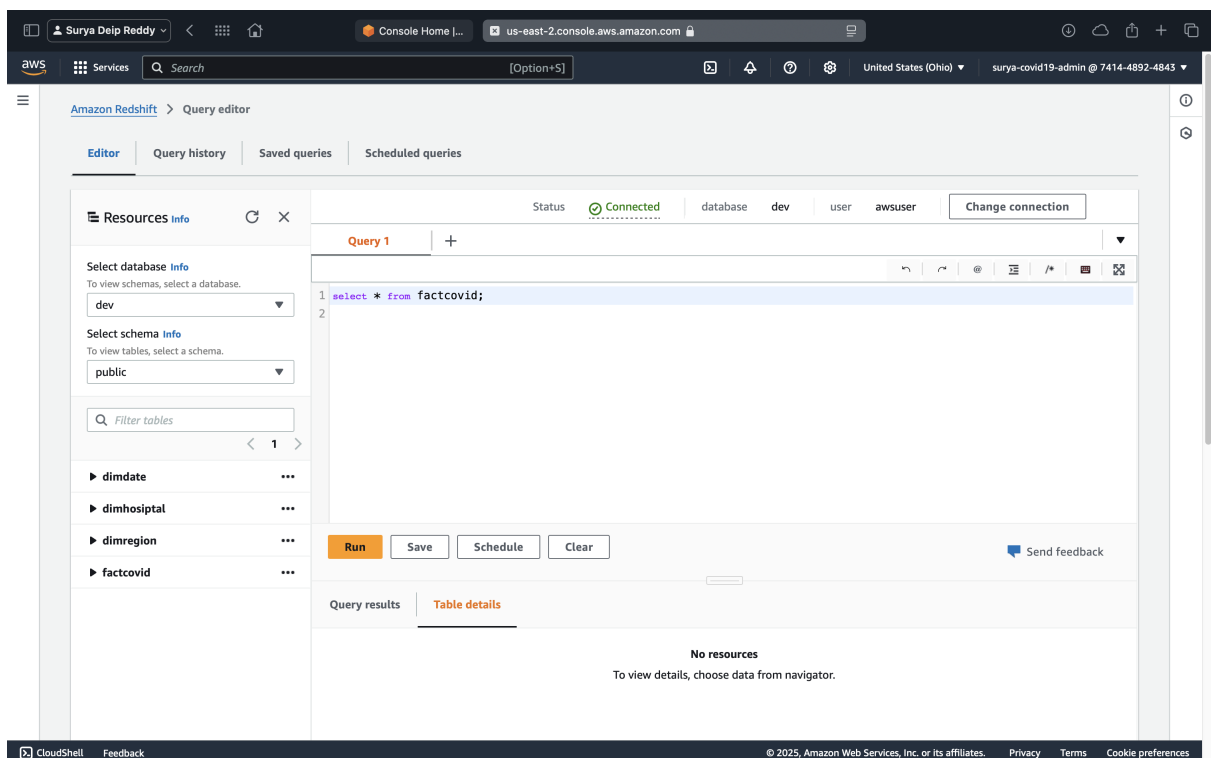 Surya Deip Reddy
Console Home |...
us-east-2.console.aws.amazon.com
aws
Services
Search
[Option+S]
United States (Ohio)
surya-covid19-admin @ 7414-4892-4843
Amazon Redshift > Query editor
Editor
Query history
Saved queries
Scheduled queries
Resources Info
Status
Connected
database
dev
user
awsuser
Change connection
Query 1
+
Select database Info
To view schemas, select a database.
dev
Select schema Info
To view tables, select a schema.
public
Filter tables
< 1 >
dimdate
dimhosiptal
dimregion
factcovid
@
/*
1 select * from factcovid;
2
Run
Save
Schedule
Clear
Send feedback
Query results
Table details
No resources
To view details, choose data from navigator.
CloudShell
Feedback
© 2025, Amazon Web Services, Inc. or its affiliates.
Privacy
Terms
Cookie preferences